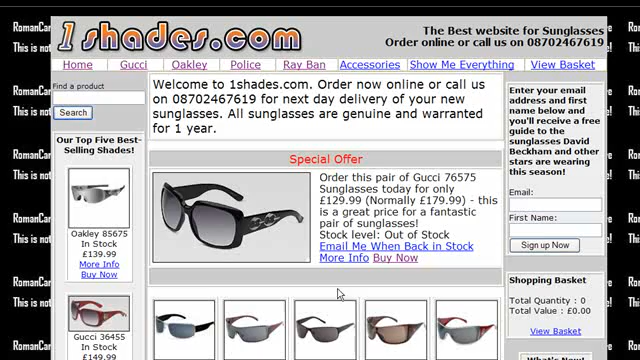 1shades.com
The Best website for Sunglasses
Order online or call us on 08702467619
Home Gucci Oakley Police Ray Ban Accessories Show Me Everything View Basket
Find a product
Search
Our Top Five Best-
Selling Shades!
Oakley 85675
In Stock
£139.99
More Info
Buy Now
Gucci 36455
In Stock
£149.99
Welcome to 1shades.com. Order now online or call us
on 08702467619 for next day delivery of your new
sunglasses. All sunglasses are genuine and warranted
for 1 year.
Special Offer
Order this pair of Gucci 76575
Sunglasses today for only
£129.99 (Normally £179.99) - this
is a great price for a fantastic
pair of sunglasses!
Stock level: Out of Stock
Email Me When Back in Stock
More Info Buy Now
Enter your email
address and first
name below and
you'll receive a free
guide to the
sunglasses David
Beckham and other
stars are wearing
this season!
Email:
First Name:
Sign up Now
Shopping Basket
Total Quantity : 0
Total Value : £0.00
View Basket
What's New!
RomanCar
This is not
RomanCar
This is not
RomanCar
This is not
RomanCar
This is not